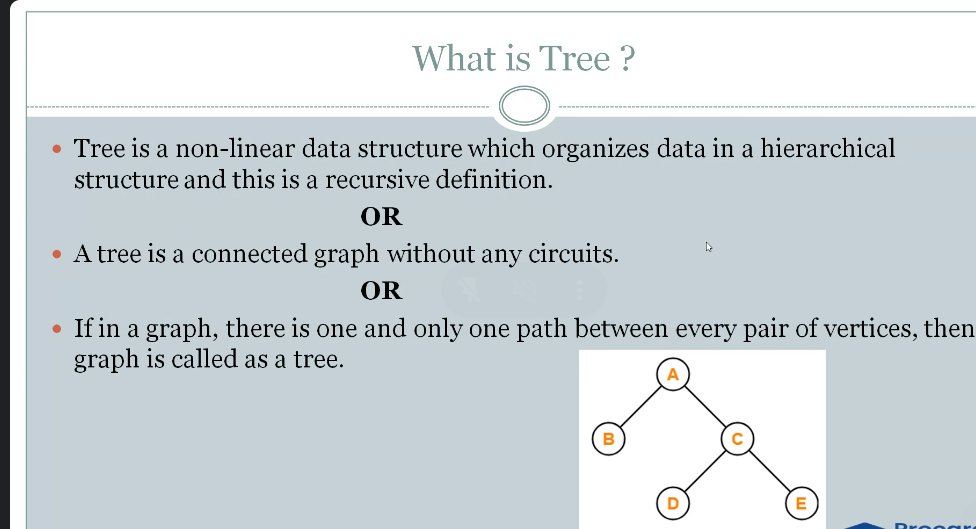 What is Tree ?
Tree is a non-linear data structure which organizes data in a hierarchical
structure and this is a recursive definition.
OR
A tree is a connected graph without any circuits.
OR
If in a graph, there is one and only one path between every pair of vertices, then
graph is called as a tree.
A
B
C
D
E